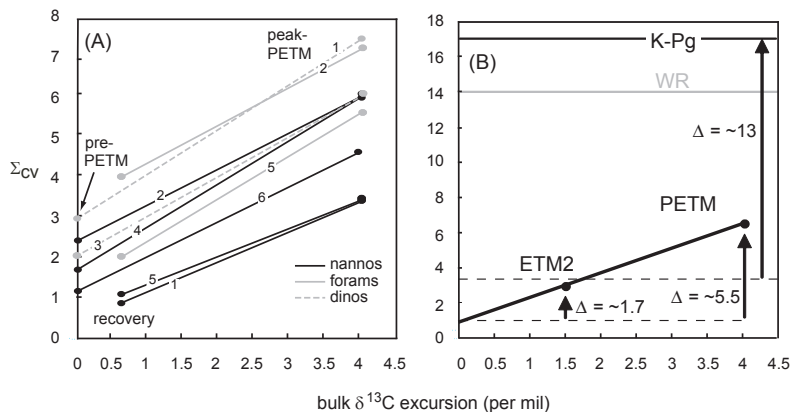 (A)
peak-
PETM
pre-
PETM
1
2
2
3
4
5
6
5
1
recovery
nannos
forams
dinos
ΣCV
8
7
6
5
4
3
2
1
0
0 0.5 1 1.5 2 2.5 3 3.5 4 4.5
(B)
K-Pg
WR
Δ = ~13
PETM
ETM2
Δ = ~5.5
Δ = ~1.7
18
16
14
12
10
8
6
4
2
0
0 0.5 1 1.5 2 2.5 3 3.5 4 4.5
bulk δ13C excursion (per mil)